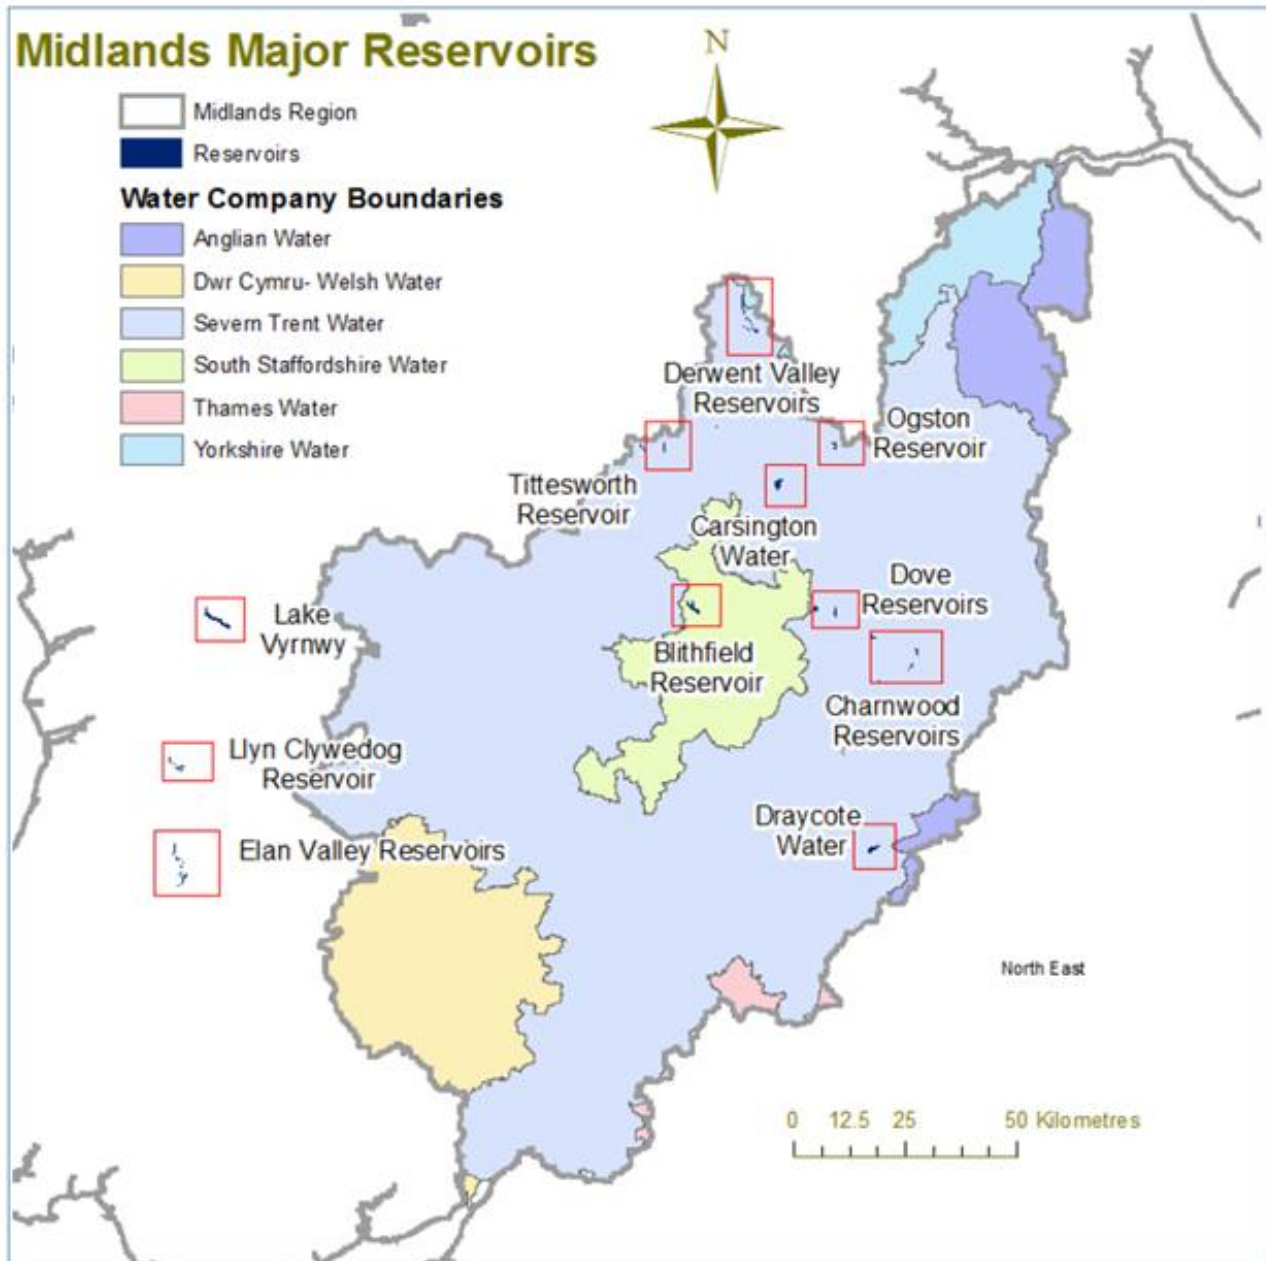 Midlands Major Reservoirs
N
Midlands Region
Reservoirs
Water Company Boundaries
Anglian Water
Dwr Cymru- Welsh Water
Severn Trent Water
South Staffordshire Water
Thames Water
Yorkshire Water
Derwent Valley
Reservoirs
Ogston
Reservoir
Tittesworth
Reservoir
Carsington
Water
Dove
Reservoirs
Lake
Vyrnwy
Blithfield
Reservoir
Charnwood
Reservoirs
Llyn Clywedog
Reservoir
Draycote
Water
Elan Valley Reservoirs
North East
0 12.5 25 50 Kilometres